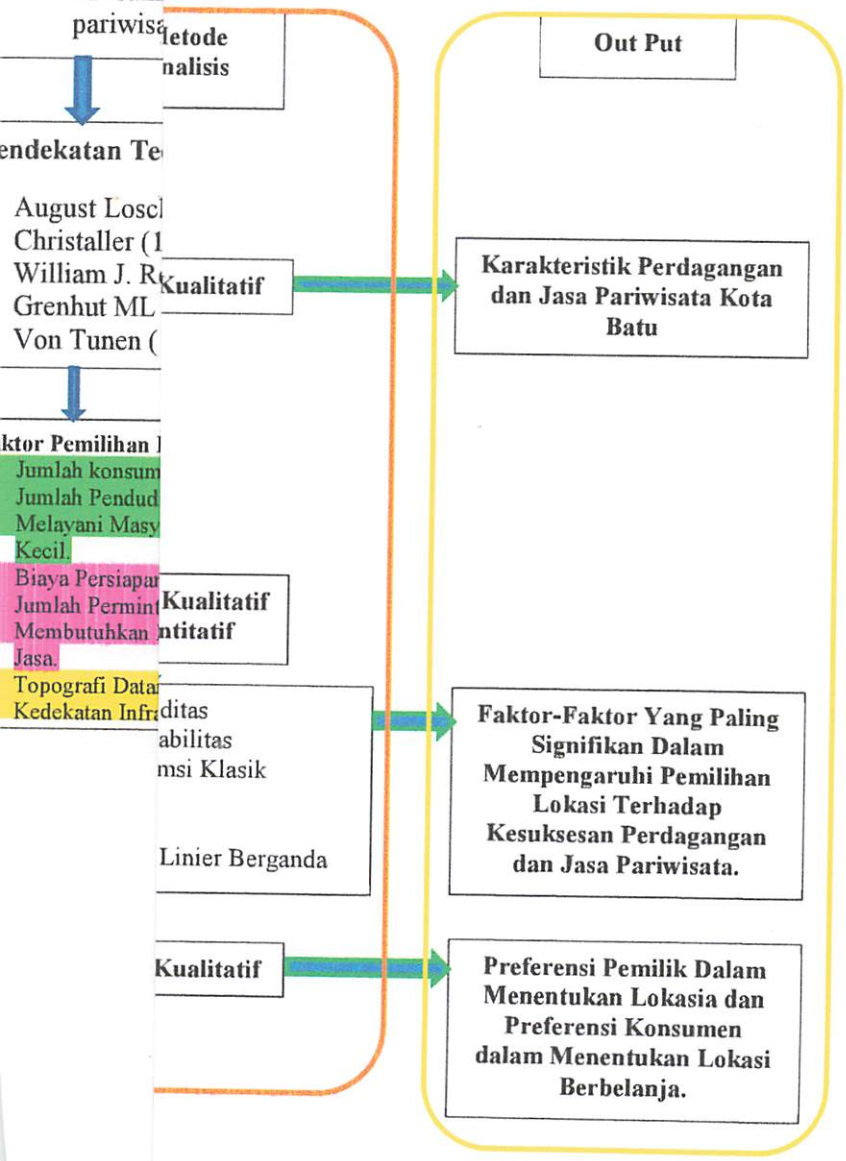 pariwisa
endekatan Te
August Losc
Christaller (1
William J. R
Grenhut ML
Von Tunen (
ktor Pemilihan
Jumlah konsum
Jumlah Pendud
Melayani Masy
Kecil.
Biaya Persiapan
Jumlah Permint
Membutuhkan
Jasa.
Topografi Data
Kedekatan Infra
etode
nalisis
Kualitatif
Kualitatif
ntitatif
ditas
abilitas
msi Klasik
Linier Berganda
Kualitatif
Out Put
Karakteristik Perdagangan
dan Jasa Pariwisata Kota
Batu
Faktor-Faktor Yang Paling
Signifikan Dalam
Mempengaruhi Pemilihan
Lokasi Terhadap
Kesuksesan Perdagangan
dan Jasa Pariwisata.
Preferensi Pemilik Dalam
Menentukan Lokasia dan
Preferensi Konsumen
dalam Menentukan Lokasi
Berbelanja.